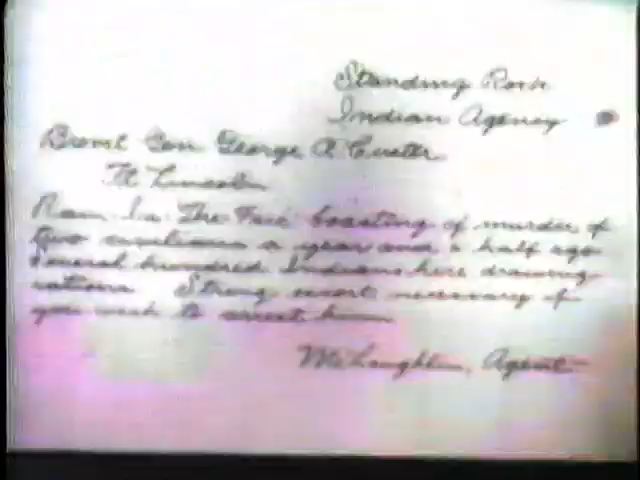 Standing Rock
Indian Agency
Brevet Gen George A Custer
Ft Lincoln
Rain In The Face boasting of murder of
two civilians a year and a half ago
Several hundred Indians here drawing
rations Strong escort necessary if
you wish to arrest him
McLaughlin, Agent